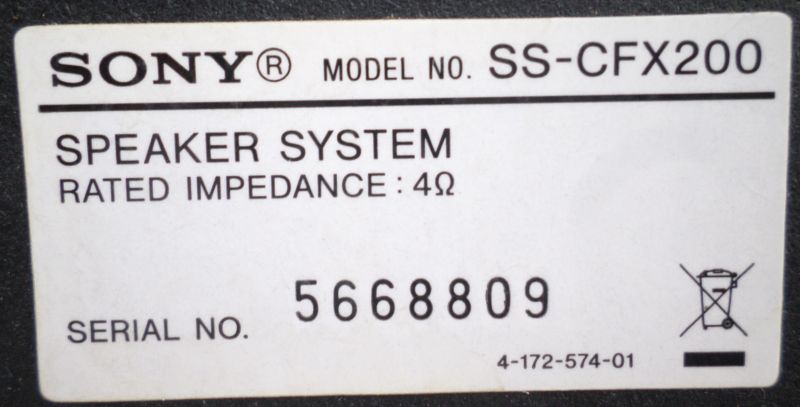 SONY® MODEL NO. SS-CFX200
SPEAKER SYSTEM
RATED IMPEDANCE : 4Ω
SERIAL NO. 5668809
4-172-574-01